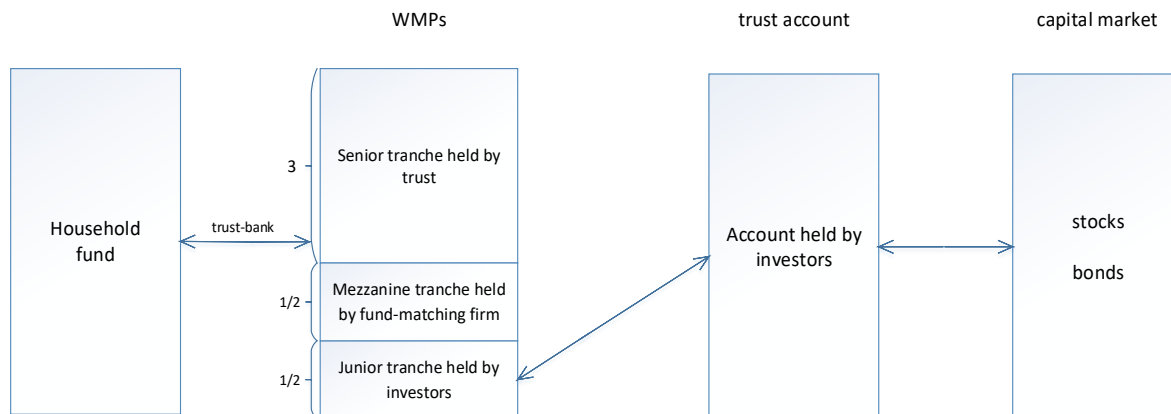 WMPs
trust account
capital market
Household
fund
trust-bank
3
1/2
1/2
Senior tranche held by
trust
Mezzanine tranche held
by fund-matching firm
Junior tranche held by
investors
Account held by
investors
stocks
bonds